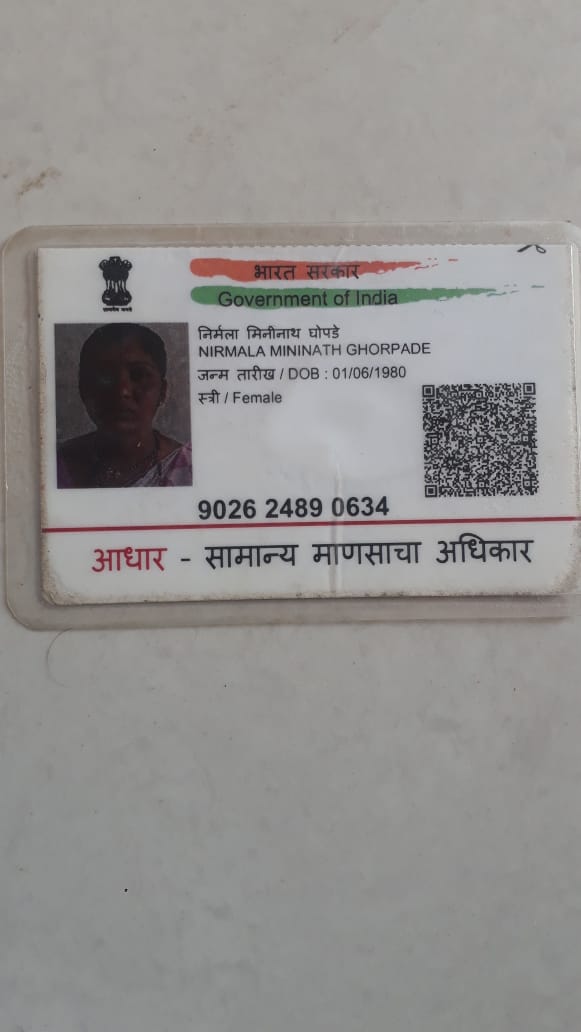 भारत सरकार
Government of India
निर्मला मिनीनाथ घोपडे
NIRMALA MININATH GHORPADE
जन्म तारीख / DOB : 01/06/1980
स्त्री / Female
9026 2489 0634
आधार - सामान्य माणसाचा अधिकार